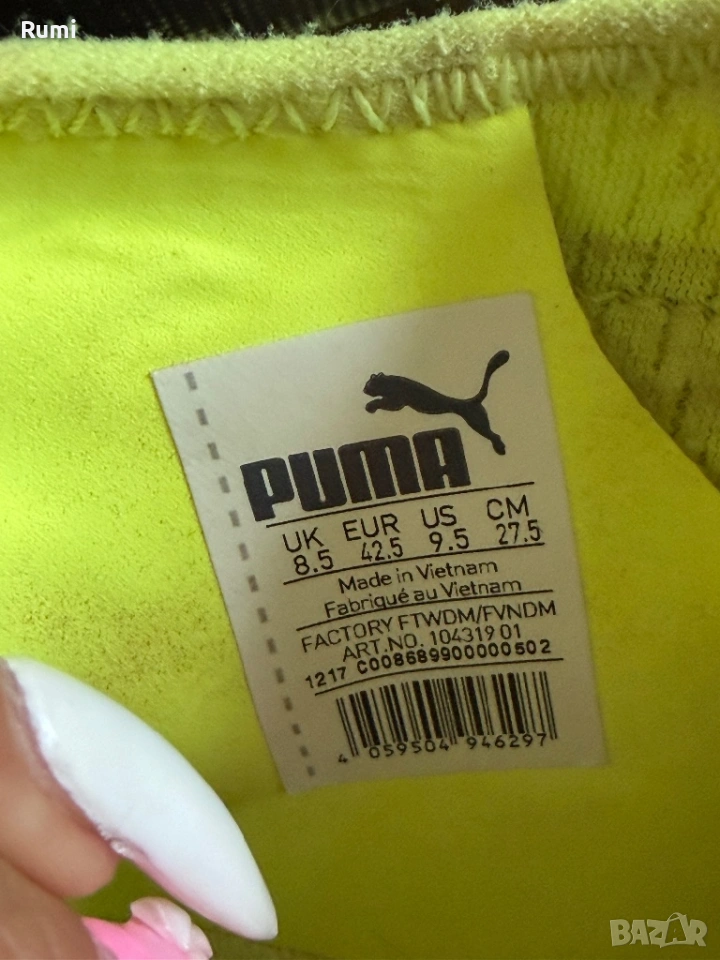 Rumi
PUMA
UK EUR US CM
8.5 42.5 9.5 27.5
Made in Vietnam
Fabriqué au Vietnam
FACTORY FTWDM/FVNDM
ART.NO. 104319 01
1217 C008689900000502
4 059504 946297
BAZAR